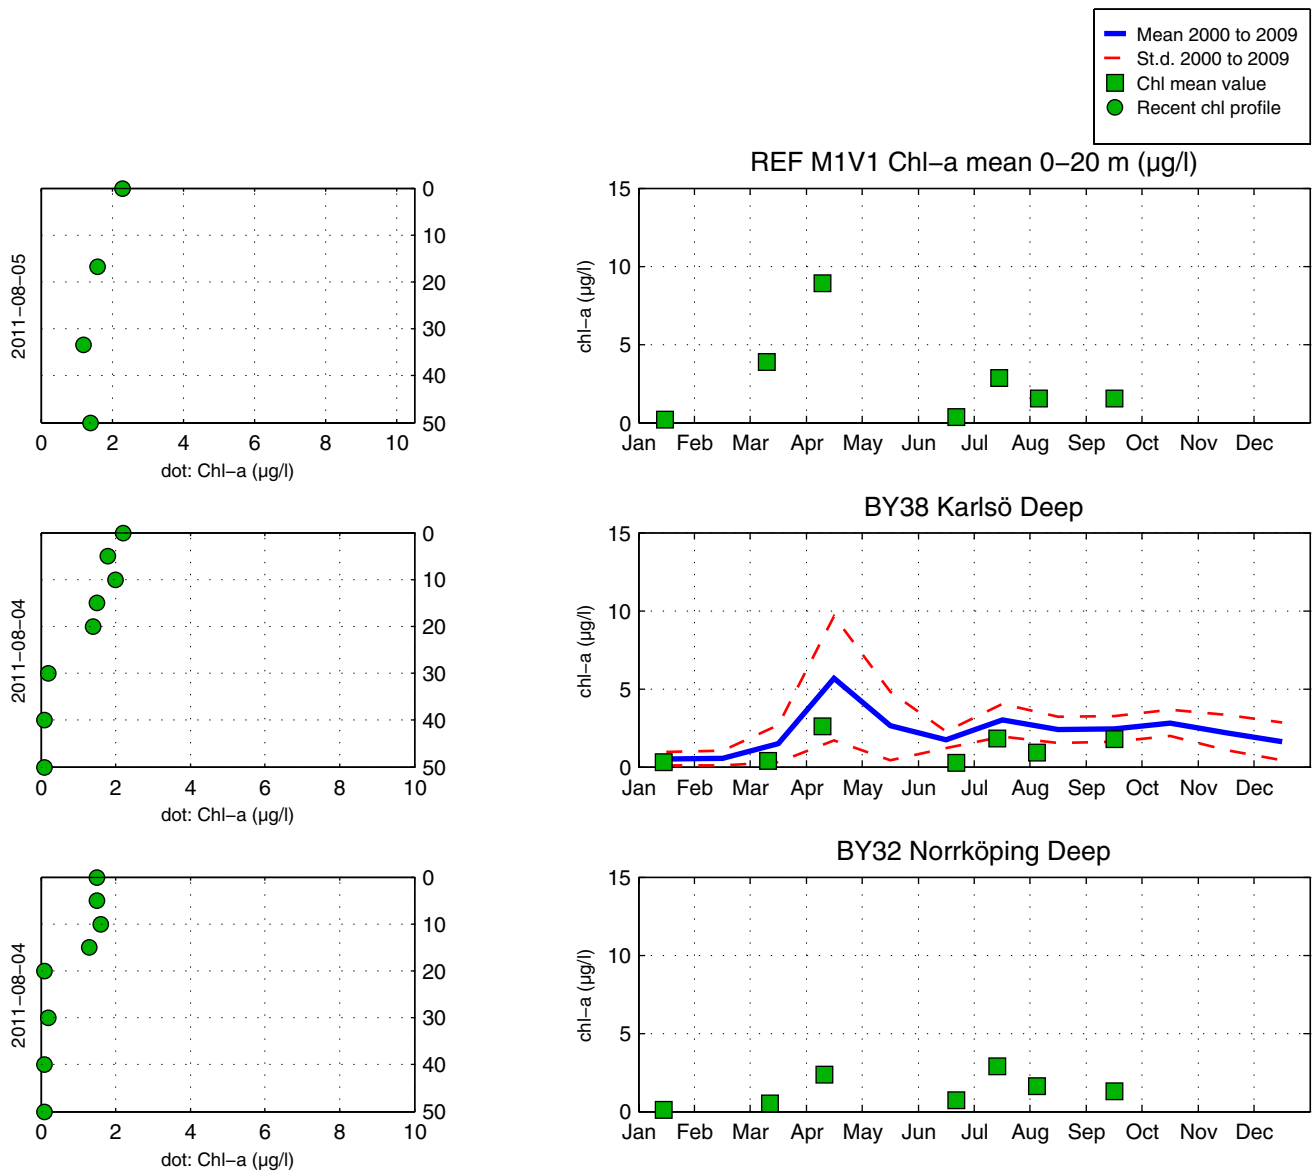 Mean 2000 to 2009
St.d. 2000 to 2009
Chl mean value
Recent chl profile
REF M1V1 Chl−a mean 0−20 m (µg/l)
0
10
20
30
40
50
2011−08−05
0 2 4 6 8 10
dot: Chl−a (µg/l)
15
10
5
0
chl−a (µg/l)
Jan Feb Mar Apr May Jun Jul Aug Sep Oct Nov Dec
BY38 Karlsö Deep
0
10
20
30
40
50
2011−08−04
0 2 4 6 8 10
dot: Chl−a (µg/l)
15
10
5
0
chl−a (µg/l)
Jan Feb Mar Apr May Jun Jul Aug Sep Oct Nov Dec
BY32 Norrköping Deep
0
10
20
30
40
50
2011−08−04
0 2 4 6 8 10
dot: Chl−a (µg/l)
15
10
5
0
chl−a (µg/l)
Jan Feb Mar Apr May Jun Jul Aug Sep Oct Nov Dec